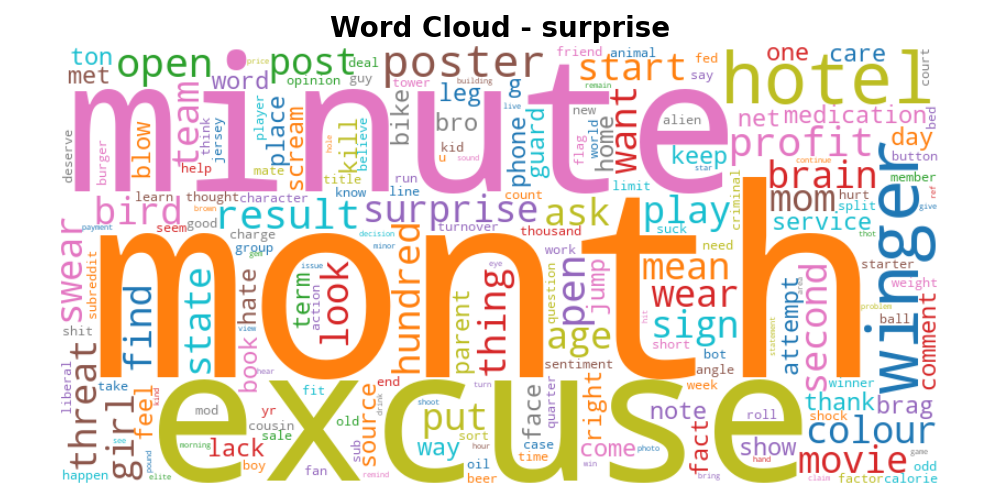 Word Cloud - surprise
ton open post deal poster friend animal start fed one care
met word opinion guy tower leg g remain say hotel court
price building live new alien net medication bed
minute
deserve burger blow team think jersey player place scream mate hole title kill believe bike bro kid u sound phone guard flag world home want keep profit day button
help run line know limit star criminal continue brain member
learn thought character count mom hurt split give ref
bird seem good brown result surprise turnover thousand ask play suck service
swear payment charge group gem decision minor work need starter
month
subreddit find state hate term issue action look eye hundred parent thing question pen jump mean wear sign area problem second weight winger
shit view hear book age hit short bot angle attempt statement ball comment
threat liberal take girl feel kind fit end sentiment week winner
excuse
mod yr cousin sale old source drink shoot turn put face quarter right note roll shock thank brag
lack boy morning see fan sub remind way sort hour case time come photo fact show hand colour
happen pound elite oil beer win bring claim movie factor game odd calorie
thot